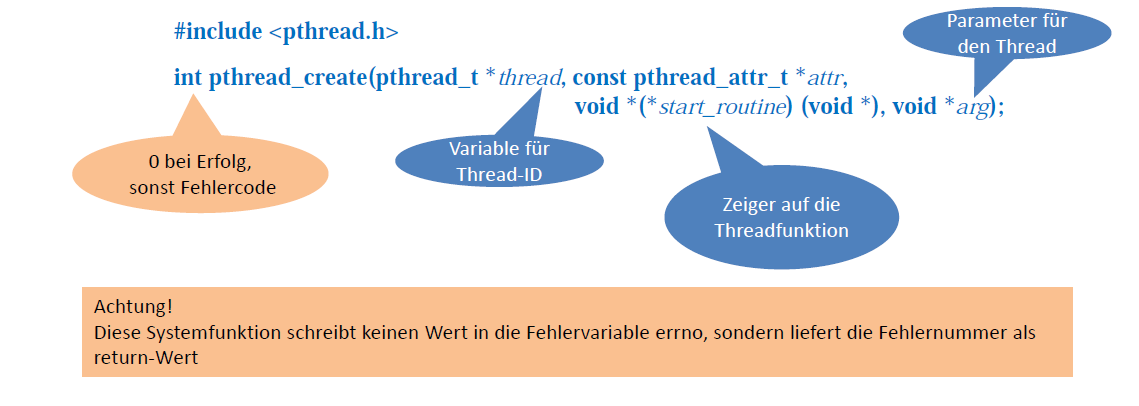 #include <pthread.h>
Parameter für
den Thread
int pthread_create(pthread_t *thread, const pthread_attr_t *attr,
void *(*start_routine) (void *), void *arg);
0 bei Erfolg,
sonst Fehlercode
Variable für
Thread-ID
Zeiger auf die
Threadfunktion
Achtung!
Diese Systemfunktion schreibt keinen Wert in die Fehlervariable errno, sondern liefert die Fehlernummer als
return-Wert